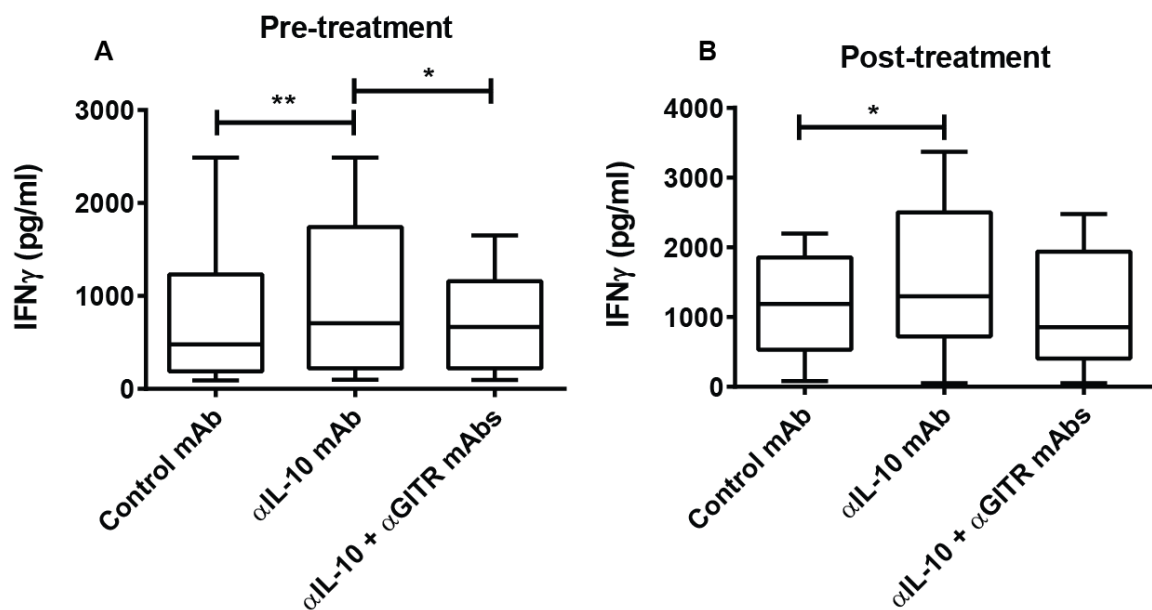 A
Pre-treatment
**
*
IFNγ (pg/ml)
3000
2000
1000
0
Control mAb
αIL-10 mAb
αIL-10 + αGITR mAbs
B
Post-treatment
*
IFNγ (pg/ml)
4000
3000
2000
1000
0
Control mAb
αIL-10 mAb
αIL-10 + αGITR mAbs